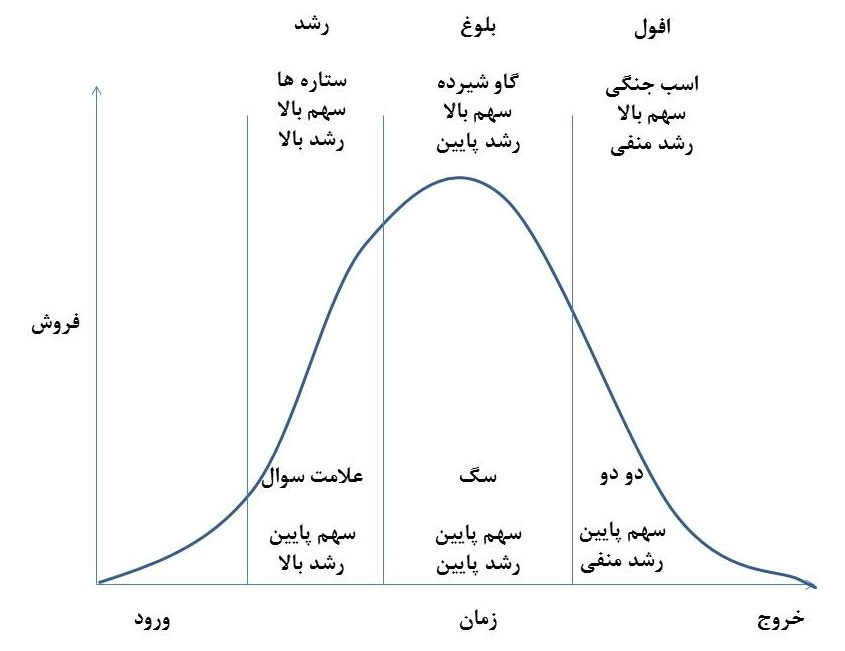 رشد
بلوغ
افول
ستاره ها
سهم بالا
رشد بالا
گاو شیرده
سهم بالا
رشد پایین
اسب جنگی
سهم بالا
رشد منفی
فروش
علامت سوال
سهم پایین
رشد بالا
سگ
سهم پایین
رشد پایین
دو دو
سهم پایین
رشد منفی
ورود
زمان
خروج